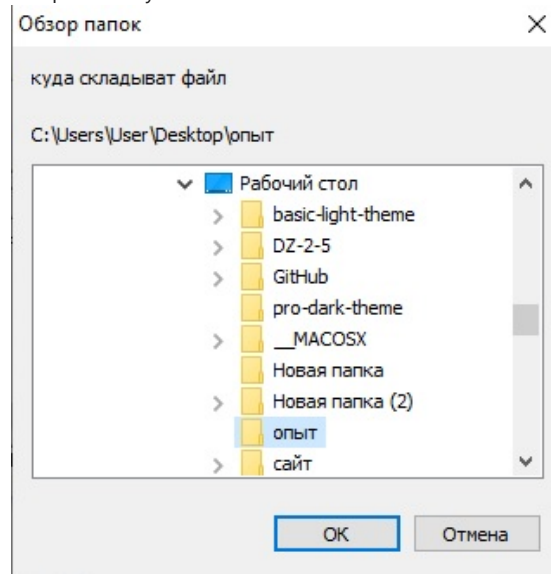 Обзор папок
куда складыват файл
C:\Users\User\Desktop\опыт
Рабочий стол
basic-light-theme
DZ-2-5
GitHub
pro-dark-theme
__MACOSX
Новая папка
Новая папка (2)
опыт
сайт
ОК Отмена